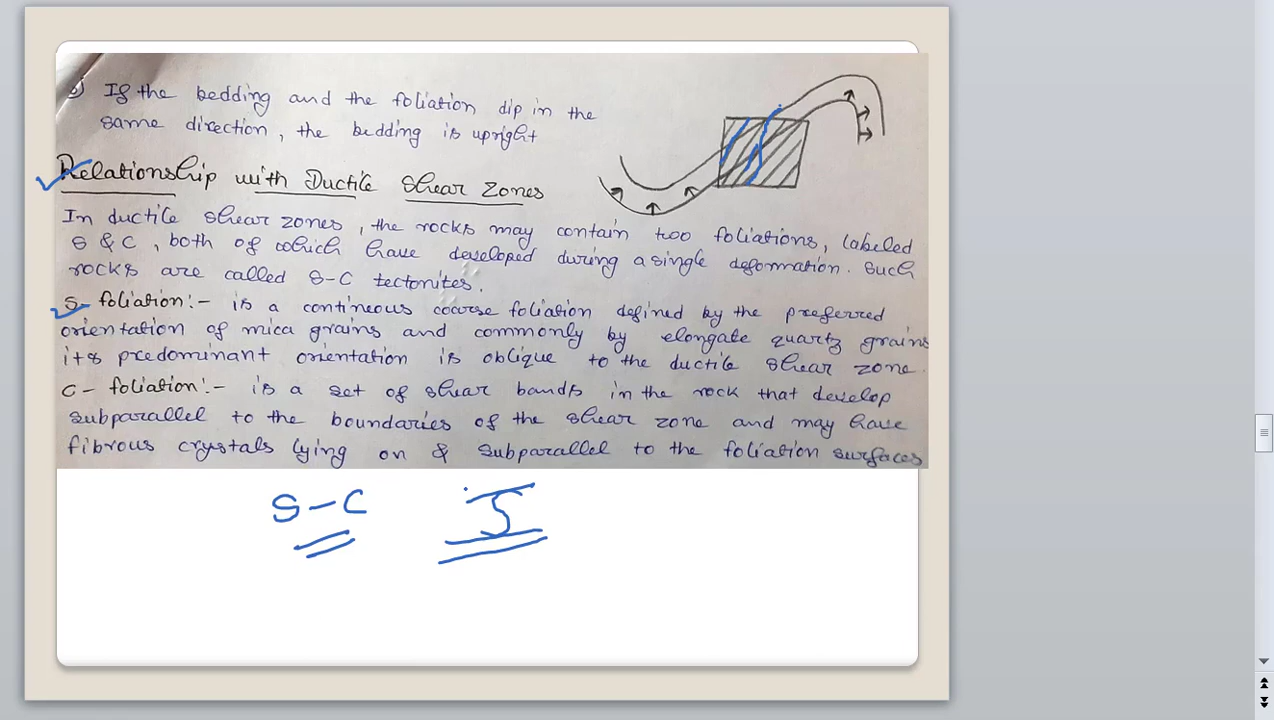 If the bedding and the foliation dip in the
same direction, the bedding is upright
Relationship with Ductile Shear Zones
In ductile shear zones, the rocks may contain two foliations, labeled
S & C, both of which have developed during a single deformation. Such
rocks are called S-C tectonites.
S- foliation:- is a contineous coarse foliation defined by the preferred
orientation of mica grains and commonly by elongate quartz grains
its predominant orientation is oblique to the ductile shear zone.
C- foliation:- is a set of shear bands in the rock that develop
subparallel to the boundaries of the shear zone and may have
fibrous crystals lying on & subparallel to the foliation surfaces
S-C
S